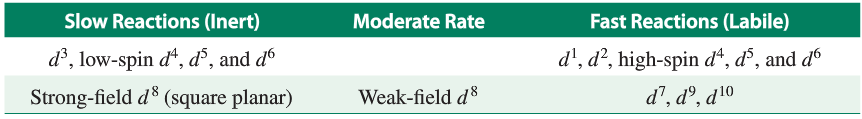 Slow Reactions (Inert) Moderate Rate Fast Reactions (Labile)
d³, low-spin d⁴, d⁵, and d⁶ d¹, d², high-spin d⁴, d⁵, and d⁶
Strong-field d⁸ (square planar) Weak-field d⁸ d⁷, d⁹, d¹⁰